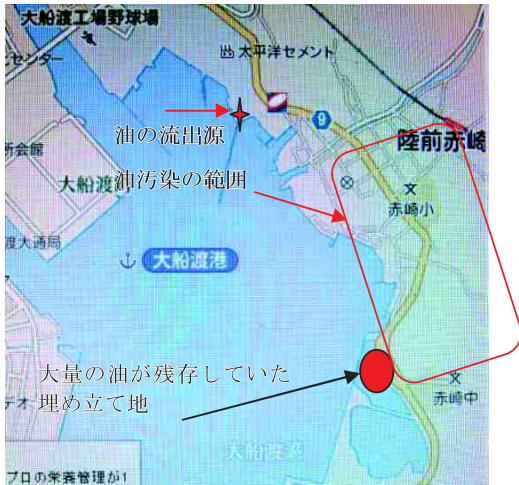 大船渡工場野球場
センター
太平洋セメント
油の流出源
9
陸前赤崎
所会館
油汚染の範囲
大船渡
赤崎小
渡大通局
大船渡港
大量の油が残存していた
埋め立て地
赤崎中
デオ
大船渡湾
プロの栄養管理が1